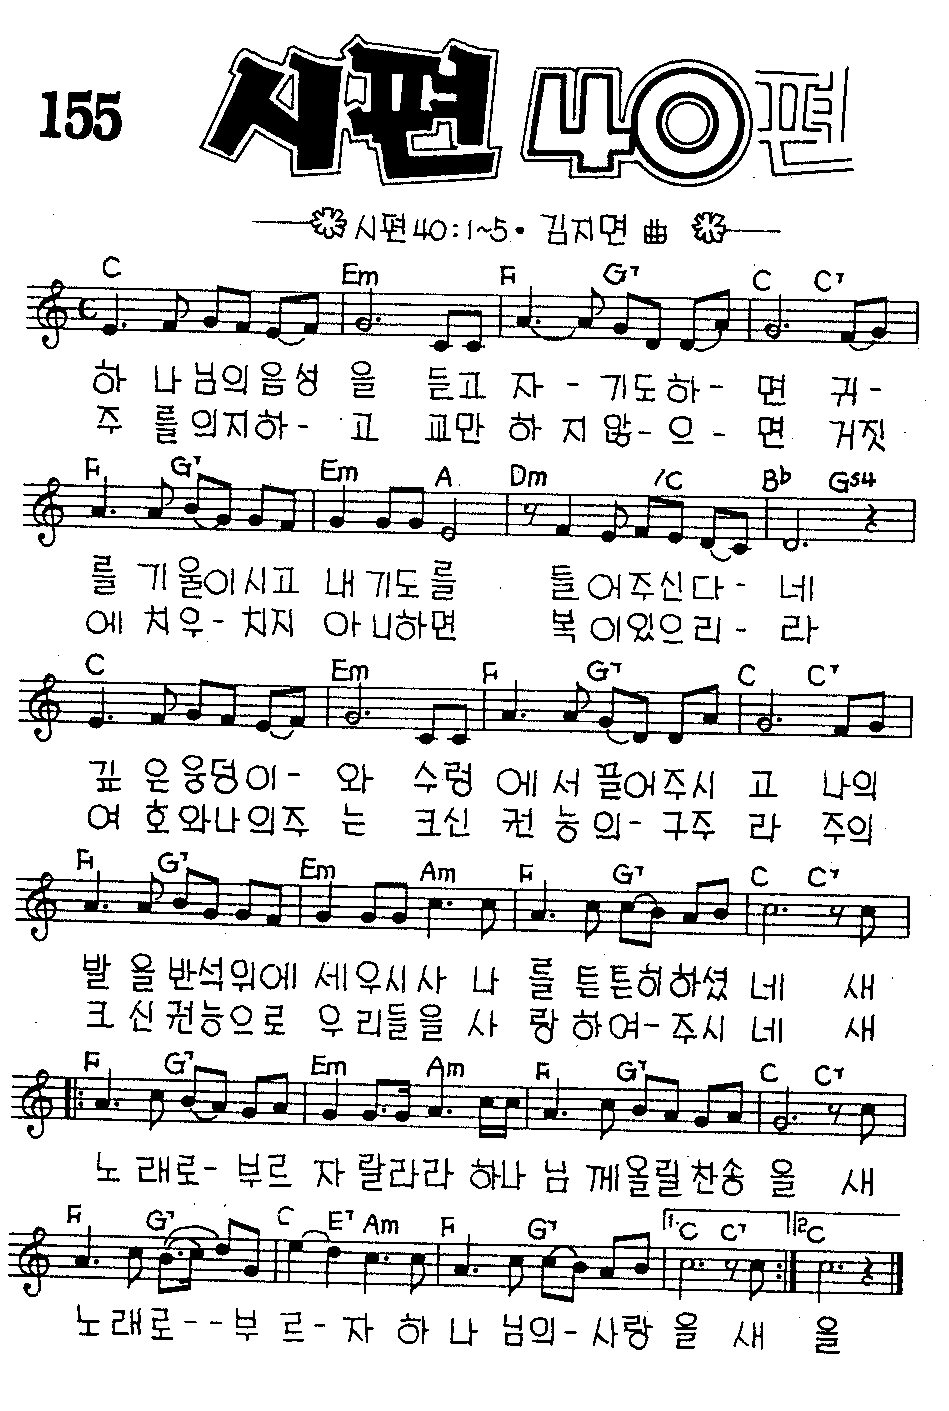 155
시편 40편
시편 40:1~5 • 김지면 曲
C Em F G7 C C7
하 나 님의 음성 을 듣고 자 - 기도하 - 면 귀 -
주 를 의지하 - 고 교만 하 지 않 - 으 - 면 거짓
F G7 Em A Dm /C Bb Gs4
를 기 울이시고 내 기도를 들어주신다 - 네
에 치 우 - 치지 아니하면 복 이있으리 - 라
C Em F G7 C C7
깊 은 웅덩이 - 와 수렁 에서 끌어주시 고 나의
여 호와나의주 는 크신 권 능의 - 구주 라 주의
F G7 Em Am F G7 C C7
발 을 반석위에 세우시사 나 를 튼튼히하셨 네 새
크 신 권능으로 우리들을 사 랑하여 - 주시 네 새
F G7 Em Am F G7 C C7
노 래로 - 부르 자 랄라라 하나 님 께올릴찬송 을 새
F G7 C E7 Am F G7 1. C C7 2. C
노래로 - - 부 르 - 자 하 나 님의 - 사랑 을 새 을